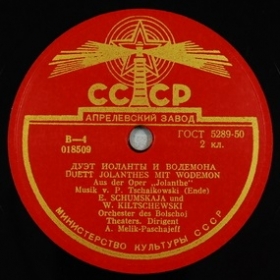 СССР
АПРЕЛЕВСКИЙ ЗАВОД
В—4
018509
ГОСТ 5289-50
2 кл.
ДУЭТ ИОЛАНТЫ И ВОДЕМОНА
DUETT JOLANTHES MIT WODEMON
Aus der Oper „Jolanthe"
Musik v. P. Tschaikowski (Ende)
E. SCHUMSKAJA und
W. KILTSCHEWSKI
Orchester des Bolschoj
Theaters. Dirigent
A. Melik-Paschajeff
МИНИСТЕРСТВО КУЛЬТУРЫ СССР